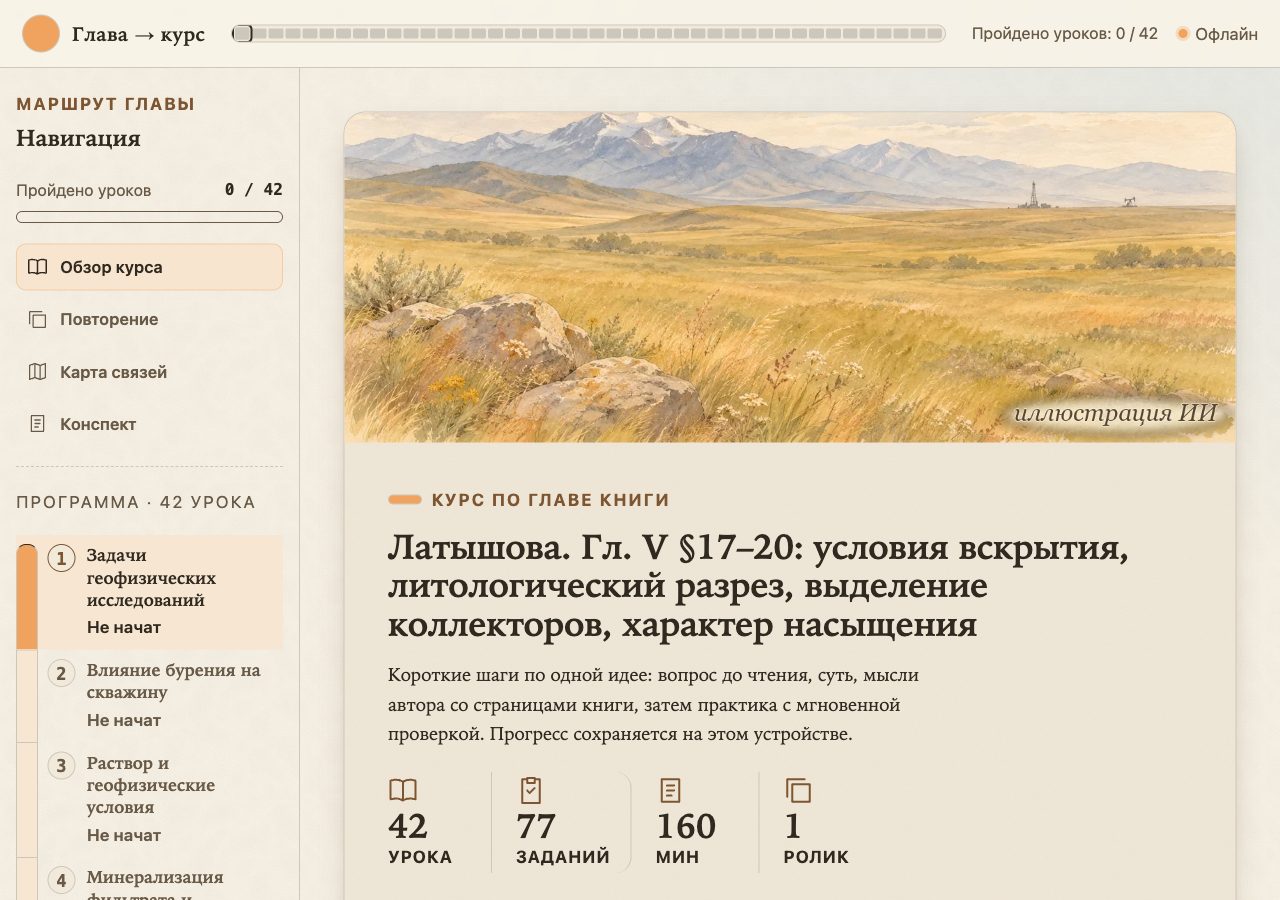 Глава → курс
Пройдено уроков: 0 / 42
Офлайн
МАРШРУТ ГЛАВЫ
Навигация
Пройдено уроков 0 / 42
Обзор курса
Повторение
Карта связей
Конспект
ПРОГРАММА · 42 УРОКА
1 Задачи
геофизических
исследований
Не начат
2 Влияние бурения на
скважину
Не начат
3 Раствор и
геофизические
условия
Не начат
4 Минерализация
фильтрата и
иллюстрация ИИ
КУРС ПО ГЛАВЕ КНИГИ
Латышова. Гл. V §17–20: условия вскрытия,
литологический разрез, выделение
коллекторов, характер насыщения
Короткие шаги по одной идее: вопрос до чтения, суть, мысли
автора со страницами книги, затем практика с мгновенной
проверкой. Прогресс сохраняется на этом устройстве.
42
УРОКА
77
ЗАДАНИЙ
160
МИН
1
РОЛИК